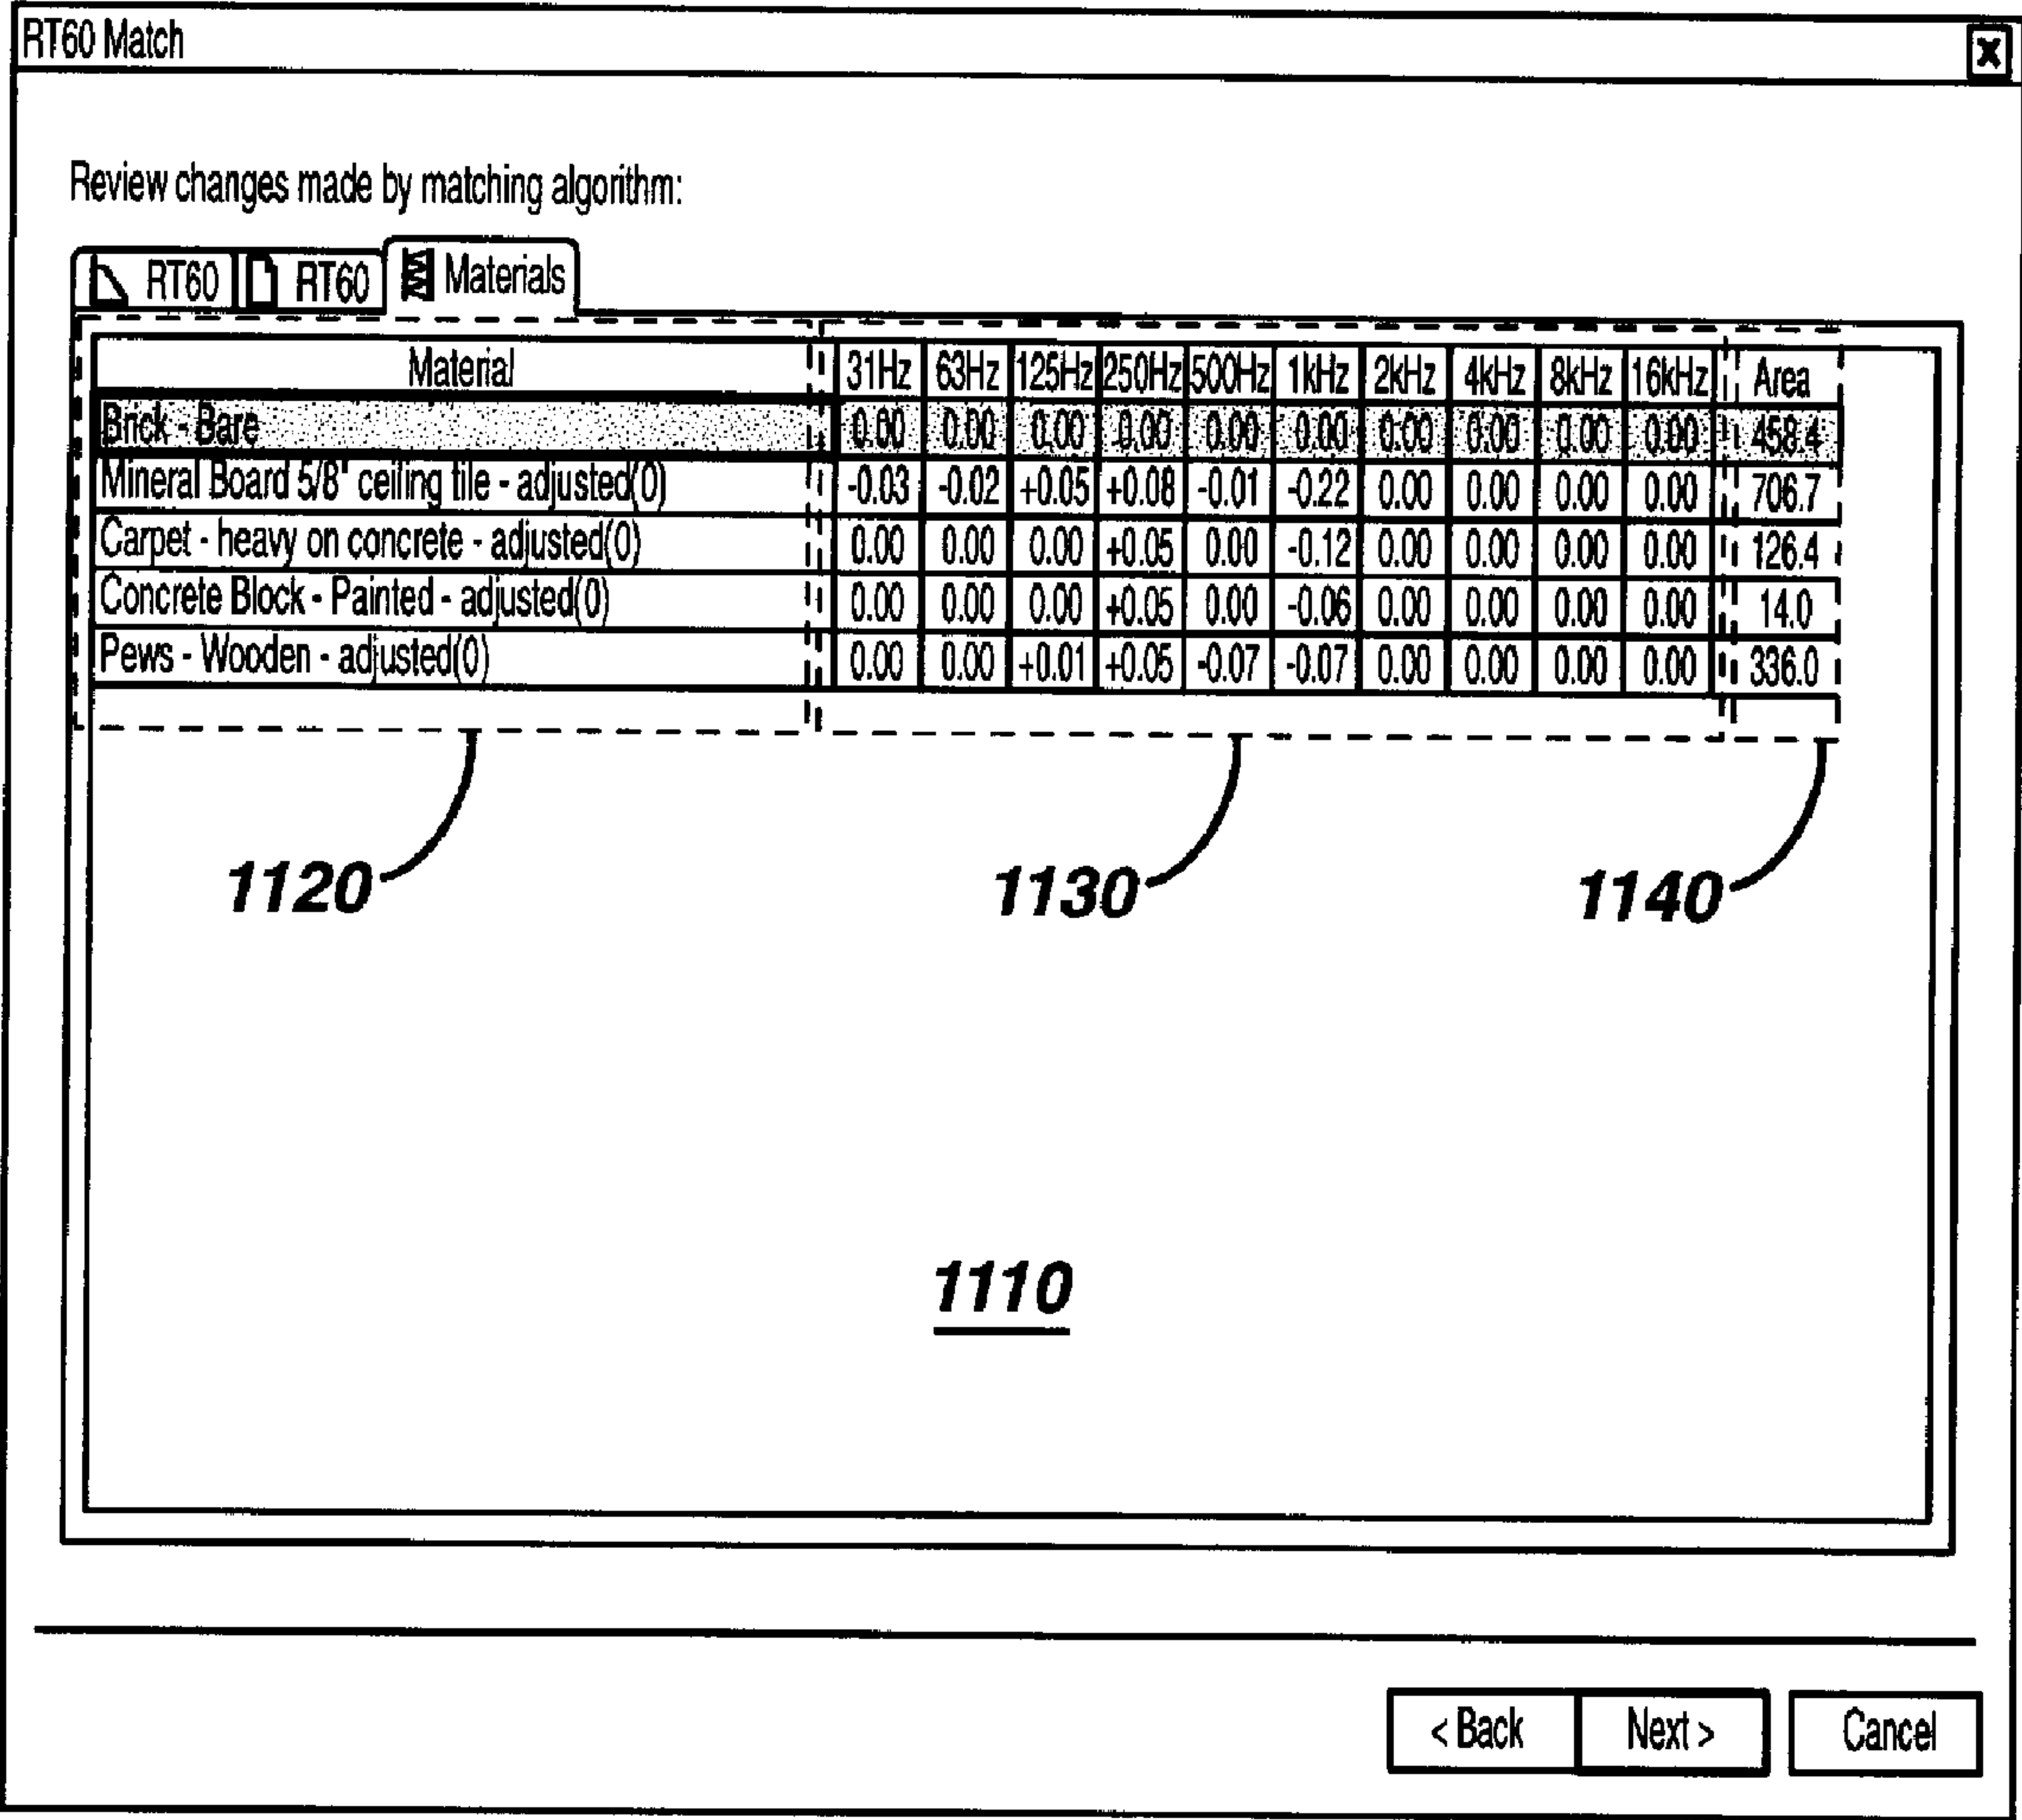 RT60 Match
Review changes made by matching algorithm:
RT60 RT60 Materials
Material 31Hz 63Hz 125Hz 250Hz 500Hz 1kHz 2kHz 4kHz 8kHz 16kHz Area
Brick - Bare 0.00 0.00 0.00 0.00 0.00 0.00 0.00 0.00 0.00 0.00 458.4
Mineral Board 5/8" ceiling tile - adjusted(0) -0.03 -0.02 +0.05 +0.08 -0.01 -0.22 0.00 0.00 0.00 0.00 706.7
Carpet - heavy on concrete - adjusted(0) 0.00 0.00 0.00 +0.05 0.00 -0.12 0.00 0.00 0.00 0.00 126.4
Concrete Block - Painted - adjusted(0) 0.00 0.00 0.00 +0.05 0.00 -0.06 0.00 0.00 0.00 0.00 14.0
Pews - Wooden - adjusted(0) 0.00 0.00 +0.01 +0.05 -0.07 -0.07 0.00 0.00 0.00 0.00 336.0
1120 1130 1140
1110
< Back Next > Cancel